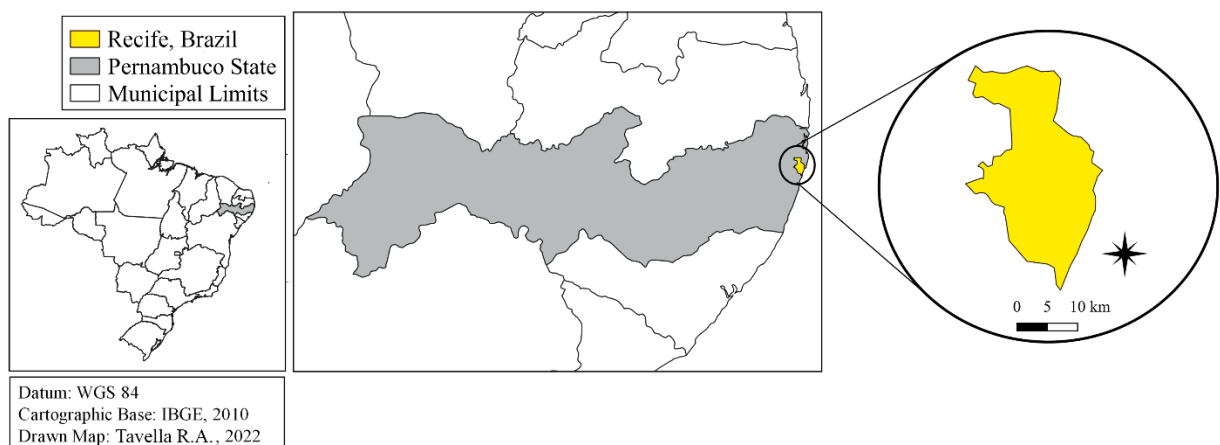 Recife, Brazil
Pernambuco State
Municipal Limits
0 5 10 km
Datum: WGS 84
Cartographic Base: IBGE, 2010
Drawn Map: Tavella R.A., 2022